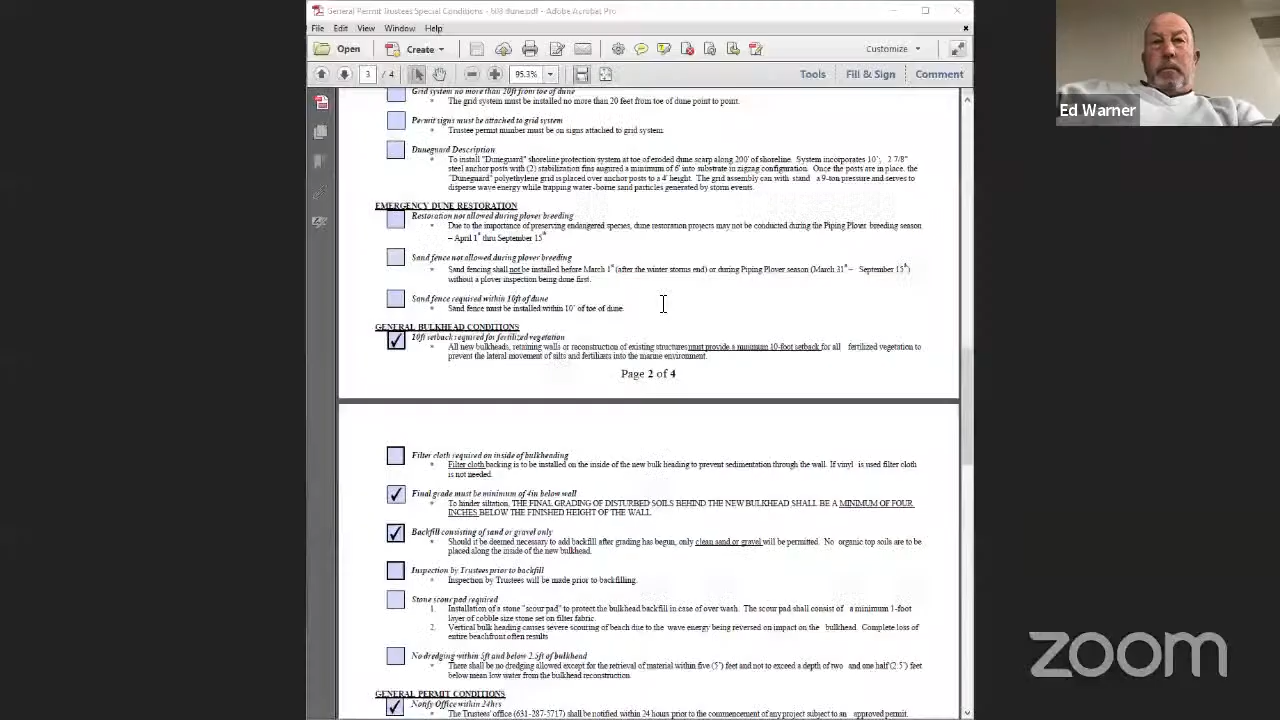 General Permit Trustees Special Conditions - 608 dune.pdf - Adobe Acrobat Pro
File Edit View Window Help
Open Create Customize
3 / 4 95.3% Tools Fill & Sign Comment
Grid system no more than 20ft from toe of dune
The grid system must be installed no more than 20 feet from toe of dune point to point.
Permit signs must be attached to grid system
Trustee permit number must be on signs attached to grid system.
Duneguard Description
To install "Duneguard" shoreline protection system at toe of eroded dune scarp along 200' of shoreline. System incorporates 10'; 2 7/8"
steel anchor posts with (2) stabilization fins augured a minimum of 6' into substrate in zigzag configuration. Once the posts are in place, the
"Duneguard" polyethylene grid is placed over anchor posts to a 4' height. The grid assembly can with stand a 9-ton pressure and serves to
disperse wave energy while trapping water-borne sand particles generated by storm events.
EMERGENCY DUNE RESTORATION
Restoration not allowed during plover breeding
Due to the importance of preserving endangered species, dune restoration projects may not be conducted during the Piping Plover breeding season
– April 1st thru September 15th
Sand fence not allowed during plover breeding
Sand fencing shall not be installed before March 1st (after the winter storms end) or during Piping Plover season (March 31st – September 15th)
without a plover inspection being done first.
Sand fence required within 10ft of dune
Sand fence must be installed within 10' of toe of dune.
GENERAL BULKHEAD CONDITIONS
10ft setback required for fertilized vegetation
All new bulkheads, retaining walls or reconstruction of existing structures must provide a minimum 10-foot setback for all fertilized vegetation to
prevent the lateral movement of silts and fertilizers into the marine environment.
Page 2 of 4
Filter cloth required on inside of bulkheading
Filter cloth backing is to be installed on the inside of the new bulk heading to prevent sedimentation through the wall. If vinyl is used filter cloth
is not needed.
Final grade must be minimum of 4in below wall
To hinder siltation, THE FINAL GRADING OF DISTURBED SOILS BEHIND THE NEW BULKHEAD SHALL BE A MINIMUM OF FOUR
INCHES BELOW THE FINISHED HEIGHT OF THE WALL
Backfill consisting of sand or gravel only
Should it be deemed necessary to add backfill after grading has begun, only clean sand or gravel will be permitted. No organic top soils are to be
placed along the inside of the new bulkhead.
Inspection by Trustees prior to backfill
Inspection by Trustees will be made prior to backfilling.
Stone scour pad required
1. Installation of a stone "scour pad" to protect the bulkhead backfill in case of over wash. The scour pad shall consist of a minimum 1-foot
layer of cobble size stone set on filter fabric.
2. Vertical bulk heading causes severe scouring of beach due to the wave energy being reversed on impact on the bulkhead. Complete loss of
entire beachfront often results
No dredging within 5ft and below 2.5ft of bulkhead
There shall be no dredging allowed except for the retrieval of material within five (5') feet and not to exceed a depth of two and one half (2.5') feet
below mean low water from the bulkhead reconstruction.
GENERAL PERMIT CONDITIONS
Notify Office within 24hrs
The Trustees' office (631-287-5717) shall be notified within 24 hours prior to the commencement of any project subject to an approved permit.
Ed Warner
zoom